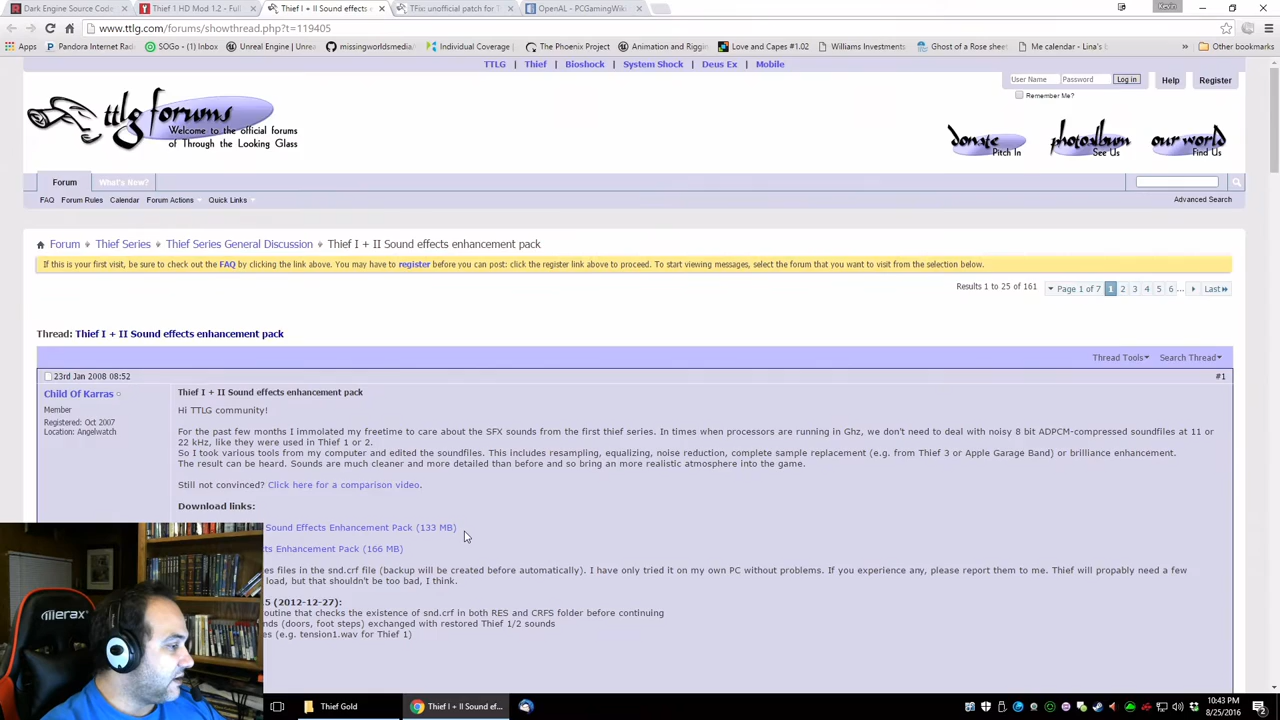 Dark Engine Source Code
Thief 1 HD Mod 1.2 - Full
Thief I + II Sound effects e
TFix: unofficial patch for T
OpenAL - PCGamingWiki
Kevin
www.ttlg.com/forums/showthread.php?t=119405
Apps
Pandora Internet Radio
SOGo - (1) Inbox
Unreal Engine | Unreal
missingworldsmedia
Individual Coverage
The Phoenix Project
Animation and Rigging
Love and Capes #1.02
Williams Investments
Ghost of a Rose sheet
Me calendar - Lina's b
Other bookmarks
TTLG Thief Bioshock System Shock Deus Ex Mobile
User Name Password Log in Help Register
Remember Me?
ttlg forums
Welcome to the official forums
of Through the Looking Glass
donate
Pitch In
photoalbum
See Us
our world
Find Us
Forum What's New?
FAQ Forum Rules Calendar Forum Actions Quick Links
Advanced Search
Forum Thief Series Thief Series General Discussion Thief I + II Sound effects enhancement pack
If this is your first visit, be sure to check out the FAQ by clicking the link above. You may have to register before you can post: click the register link above to proceed. To start viewing messages, select the forum that you want to visit from the selection below.
Results 1 to 25 of 161
Page 1 of 7 1 2 3 4 5 6 ... Last
Thread: Thief I + II Sound effects enhancement pack
Thread Tools Search Thread
23rd Jan 2008 08:52
#1
Child Of Karras
Member
Registered: Oct 2007
Location: Angelwatch
Thief I + II Sound effects enhancement pack
Hi TTLG community!
For the past few months I immolated my freetime to care about the SFX sounds from the first thief series. In times when processors are running in Ghz, we don't need to deal with noisy 8 bit ADPCM-compressed soundfiles at 11 or
22 kHz, like they were used in Thief 1 or 2.
So I took various tools from my computer and edited the soundfiles. This includes resampling, equalizing, noise reduction, complete sample replacement (e.g. from Thief 3 or Apple Garage Band) or brilliance enhancement.
The result can be heard. Sounds are much cleaner and more detailed than before and so bring an more realistic atmosphere into the game.
Still not convinced? Click here for a comparison video.
Download links:
Sound Effects Enhancement Pack (133 MB)
ts Enhancement Pack (166 MB)
es files in the snd.crf file (backup will be created before automatically). I have only tried it on my own PC without problems. If you experience any, please report them to me. Thief will propably need a few
load, but that shouldn't be too bad, I think.
5 (2012-12-27):
outine that checks the existence of snd.crf in both RES and CRFS folder before continuing
nds (doors, foot steps) exchanged with restored Thief 1/2 sounds
es (e.g. tension1.wav for Thief 1)
merax
Thief Gold
Thief I + II Sound ef...
10:43 PM
8/25/2016